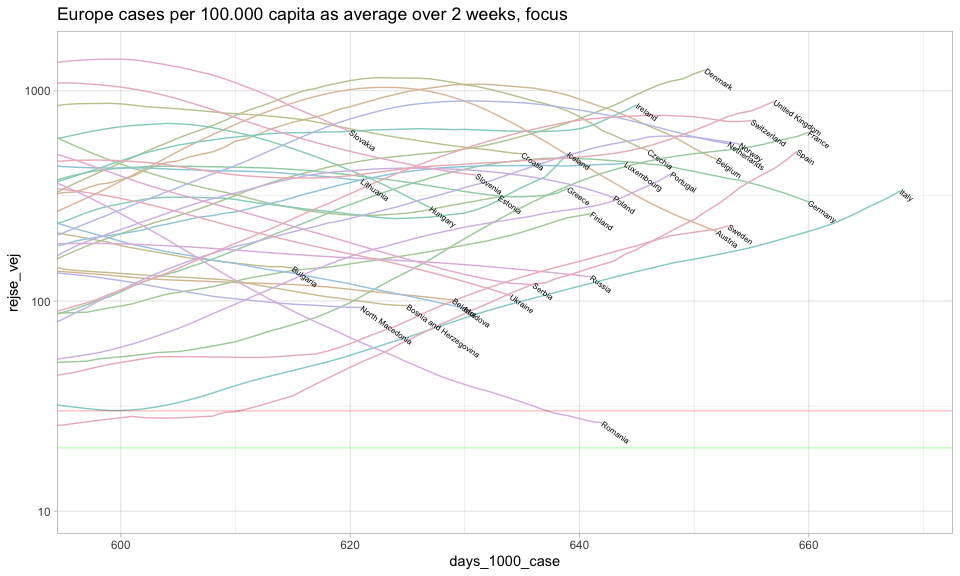 Europe cases per 100.000 capita as average over 2 weeks, focus
rejse_vej
1000
100
10
Denmark
Ireland
United Kingdom
Switzerland
France
Norway
Netherlands
Spain
Slovakia
Croatia
Iceland
Czechia
Luxembourg
Belgium
Portugal
Lithuania
Slovenia
Estonia
Greece
Poland
Hungary
Finland
Germany
Italy
Sweden
Austria
Bulgaria
Russia
Serbia
Ukraine
Moldova
North Macedonia
Bosnia and Herzegovina
Romania
600
620
640
660
days_1000_case